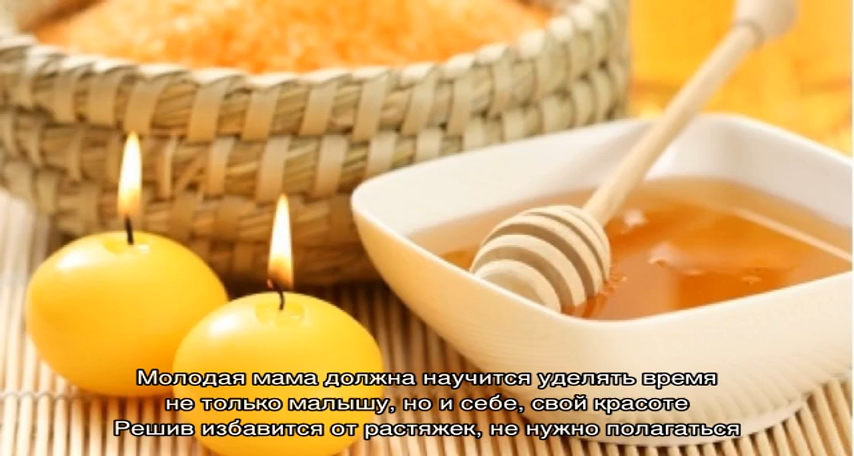 Молодая мама должна научится уделять время
не только малышу, но и себе, свой красоте
Решив избавится от растяжек, не нужно полагаться